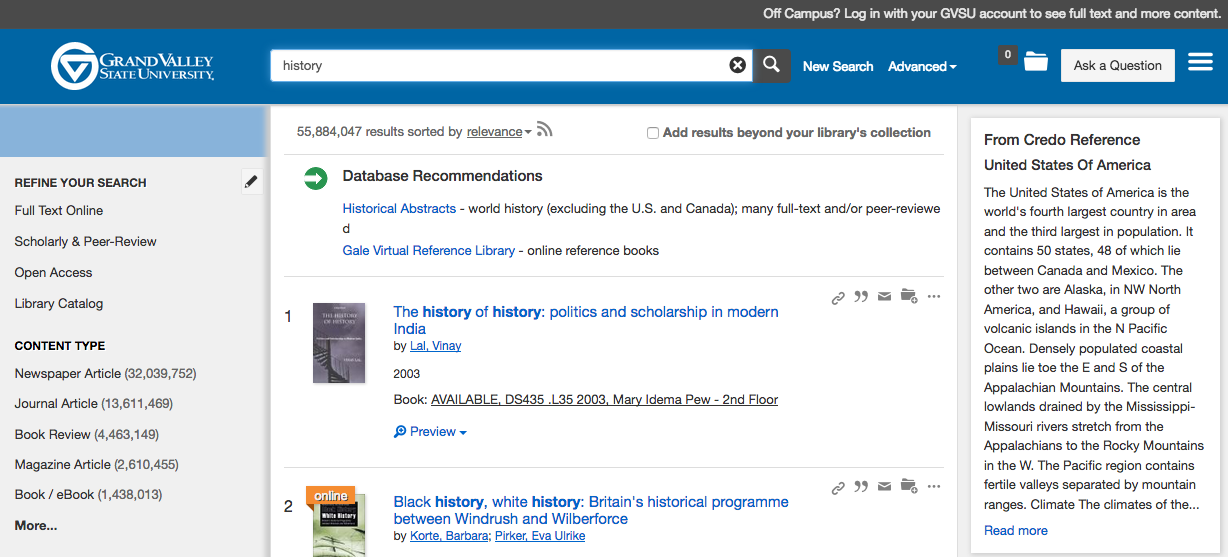 Off Campus? Log in with your GVSU account to see full text and more content.
GRANDVALLEY
STATE UNIVERSITY
history
New Search
Advanced
0
Ask a Question
REFINE YOUR SEARCH
Full Text Online
Scholarly & Peer-Review
Open Access
Library Catalog
CONTENT TYPE
Newspaper Article (32,039,752)
Journal Article (13,611,469)
Book Review (4,463,149)
Magazine Article (2,610,455)
Book / eBook (1,438,013)
More...
55,884,047 results sorted by relevance
Add results beyond your library's collection
Database Recommendations
Historical Abstracts - world history (excluding the U.S. and Canada); many full-text and/or peer-reviewe
d
Gale Virtual Reference Library - online reference books
1
THE HISTORY
OF HISTORY
The history of history: politics and scholarship in modern
India
by Lal, Vinay
2003
Book: AVAILABLE, DS435 .L35 2003, Mary Idema Pew - 2nd Floor
Preview
2
online
White History
Black history, white history: Britain's historical programme
between Windrush and Wilberforce
by Korte, Barbara; Pirker, Eva Ulrike
From Credo Reference
United States Of America
The United States of America is the
world's fourth largest country in area
and the third largest in population. It
contains 50 states, 48 of which lie
between Canada and Mexico. The
other two are Alaska, in NW North
America, and Hawaii, a group of
volcanic islands in the N Pacific
Ocean. Densely populated coastal
plains lie toe the E and S of the
Appalachian Mountains. The central
lowlands drained by the Mississippi-
Missouri rivers stretch from the
Appalachians to the Rocky Mountains
in the W. The Pacific region contains
fertile valleys separated by mountain
ranges. Climate The climates of the...
Read more